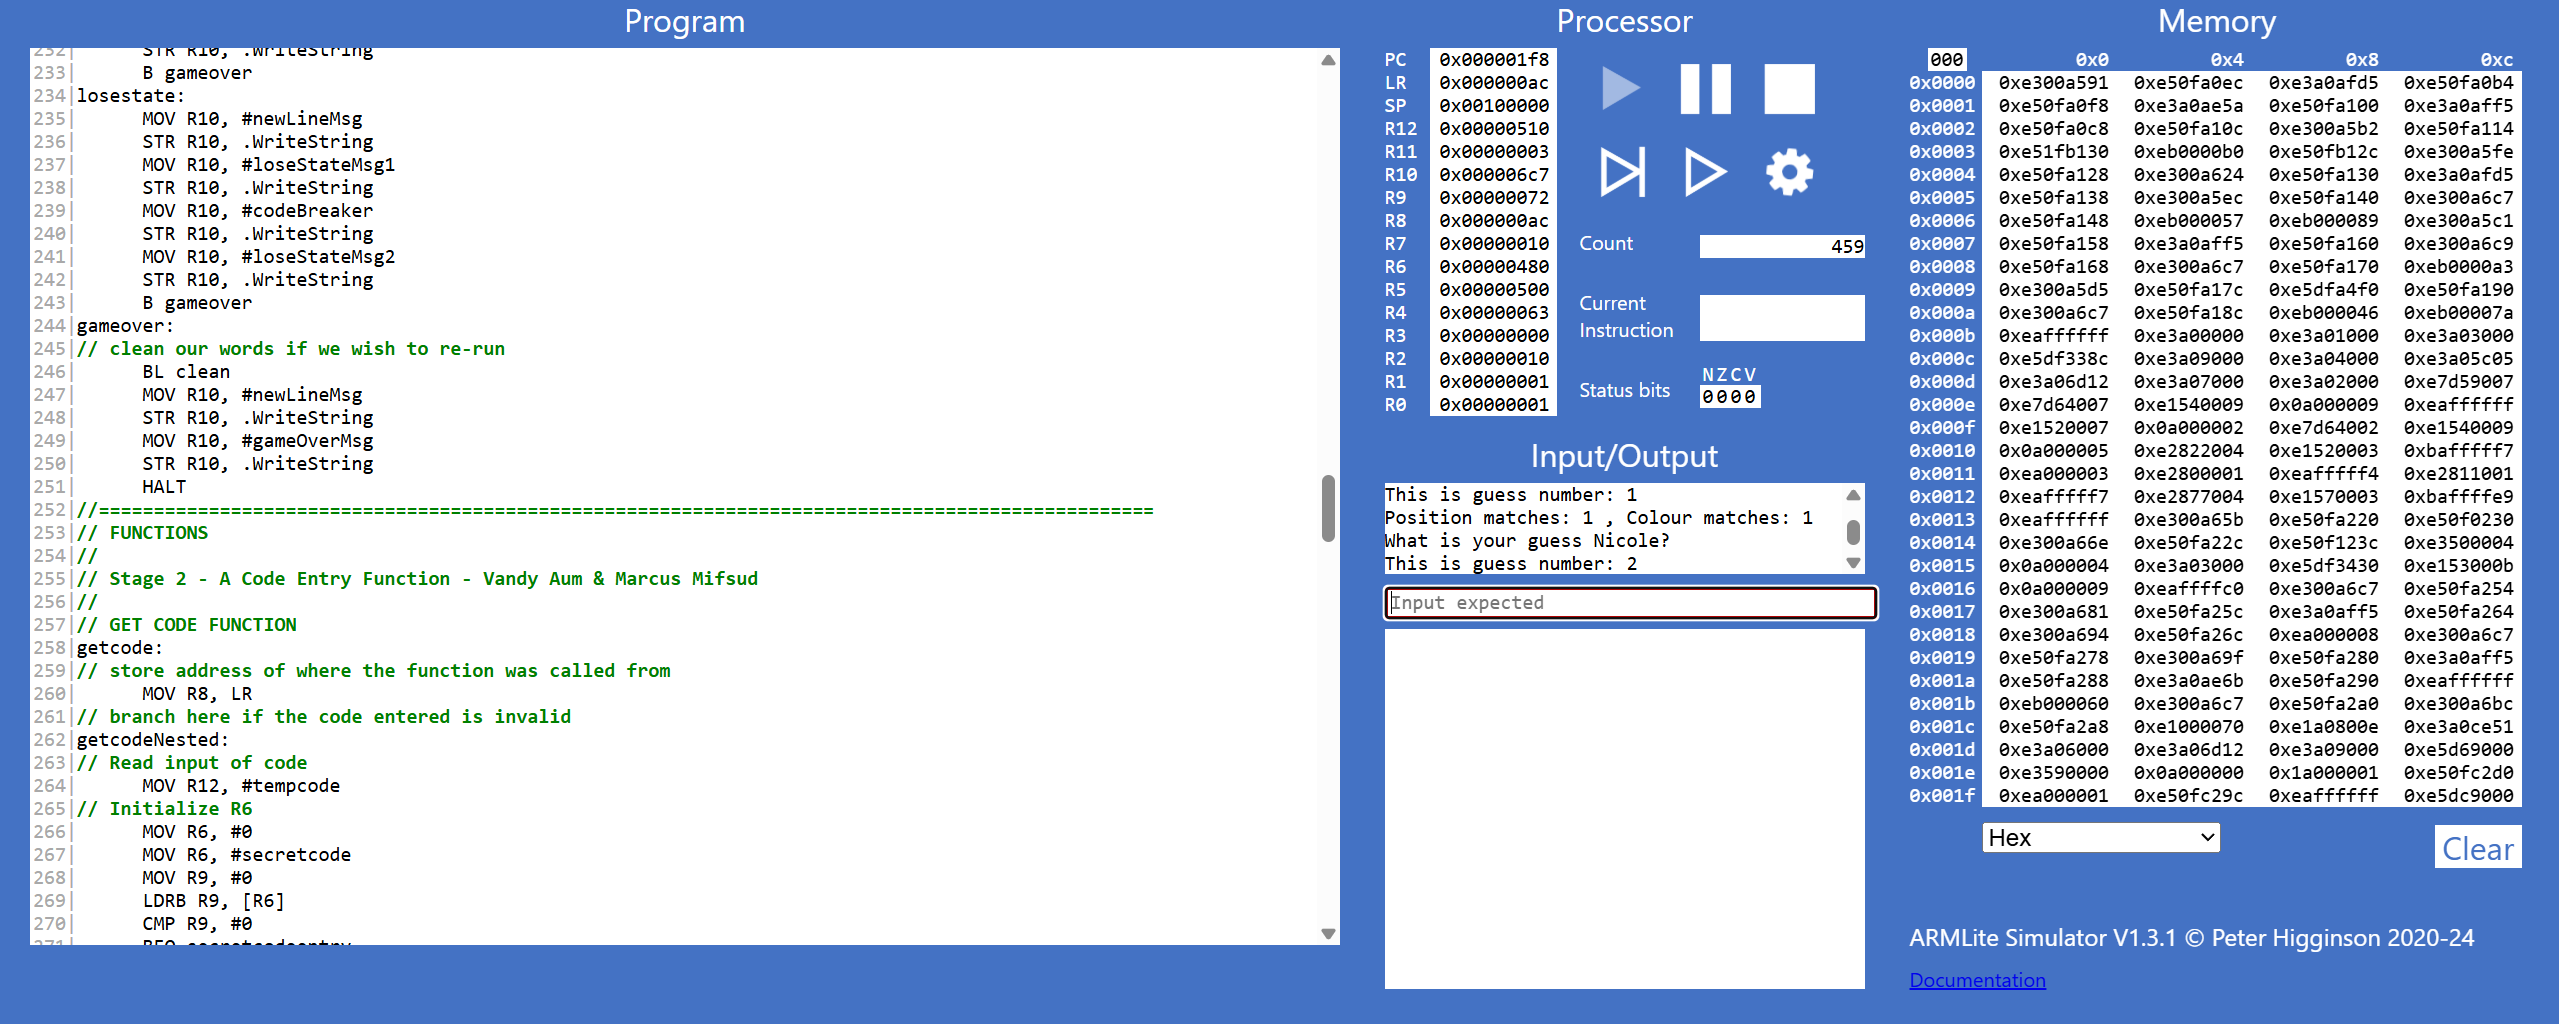 Program
232| STR R10, .WriteString
233| B gameover
234|losestate:
235| MOV R10, #newLineMsg
236| STR R10, .WriteString
237| MOV R10, #loseStateMsg1
238| STR R10, .WriteString
239| MOV R10, #codeBreaker
240| STR R10, .WriteString
241| MOV R10, #loseStateMsg2
242| STR R10, .WriteString
243| B gameover
244|gameover:
245|// clean our words if we wish to re-run
246| BL clean
247| MOV R10, #newLineMsg
248| STR R10, .WriteString
249| MOV R10, #gameOverMsg
250| STR R10, .WriteString
251| HALT
252|//================================================================================================
253|// FUNCTIONS
254|//
255|// Stage 2 - A Code Entry Function - Vandy Aum & Marcus Mifsud
256|//
257|// GET CODE FUNCTION
258|getcode:
259|// store address of where the function was called from
260| MOV R8, LR
261|// branch here if the code entered is invalid
262|getcodeNested:
263|// Read input of code
264| MOV R12, #tempcode
265|// Initialize R6
266| MOV R6, #0
267| MOV R6, #secretcode
268| MOV R9, #0
269| LDRB R9, [R6]
270| CMP R9, #0
271| BEQ secretcodeentry
Processor
PC 0x000001f8
LR 0x000000ac
SP 0x00100000
R12 0x00000510
R11 0x00000003
R10 0x000006c7
R9 0x00000072
R8 0x000000ac
R7 0x00000010
R6 0x00000480
R5 0x00000500
R4 0x00000063
R3 0x00000000
R2 0x00000010
R1 0x00000001
R0 0x00000001
Count 459
Current Instruction
Status bits NZCV
0000
Input/Output
This is guess number: 1
Position matches: 1 , Colour matches: 1
What is your guess Nicole?
This is guess number: 2
Input expected
Memory
000 0x0 0x4 0x8 0xc
0x0000 0xe300a591 0xe50fa0ec 0xe3a0afd5 0xe50fa0b4
0x0001 0xe50fa0f8 0xe3a0ae5a 0xe50fa100 0xe3a0aff5
0x0002 0xe50fa0c8 0xe50fa10c 0xe300a5b2 0xe50fa114
0x0003 0xe51fb130 0xeb0000b0 0xe50fb12c 0xe300a5fe
0x0004 0xe50fa128 0xe300a624 0xe50fa130 0xe3a0afd5
0x0005 0xe50fa138 0xe300a5ec 0xe50fa140 0xe300a6c7
0x0006 0xe50fa148 0xeb000057 0xeb000089 0xe300a5c1
0x0007 0xe50fa158 0xe3a0aff5 0xe50fa160 0xe300a6c9
0x0008 0xe50fa168 0xe300a6c7 0xe50fa170 0xeb0000a3
0x0009 0xe300a5d5 0xe50fa17c 0xe5dfa4f0 0xe50fa190
0x000a 0xe300a6c7 0xe50fa18c 0xeb000046 0xeb00007a
0x000b 0xeaffffff 0xe3a00000 0xe3a01000 0xe3a03000
0x000c 0xe5df338c 0xe3a09000 0xe3a04000 0xe3a05c05
0x000d 0xe3a06d12 0xe3a07000 0xe3a02000 0xe7d59007
0x000e 0xe7d64007 0xe1540009 0x0a000009 0xeaffffff
0x000f 0xe1520007 0x0a000002 0xe7d64002 0xe1540009
0x0010 0x0a000005 0xe2822004 0xe1520003 0xbafffff7
0x0011 0xea000003 0xe2800001 0xeafffff4 0xe2811001
0x0012 0xeafffff7 0xe2877004 0xe1570003 0xbaffffe9
0x0013 0xeaffffff 0xe300a65b 0xe50fa220 0xe50f0230
0x0014 0xe300a66e 0xe50fa22c 0xe50f123c 0xe3500004
0x0015 0x0a000004 0xe3a03000 0xe5df3430 0xe153000b
0x0016 0x0a000009 0xeaffffc0 0xe300a6c7 0xe50fa254
0x0017 0xe300a681 0xe50fa25c 0xe3a0aff5 0xe50fa264
0x0018 0xe300a694 0xe50fa26c 0xea000008 0xe300a6c7
0x0019 0xe50fa278 0xe300a69f 0xe50fa280 0xe3a0aff5
0x001a 0xe50fa288 0xe3a0ae6b 0xe50fa290 0xeaffffff
0x001b 0xeb000060 0xe300a6c7 0xe50fa2a0 0xe300a6bc
0x001c 0xe50fa2a8 0xe1000070 0xe1a0800e 0xe3a0ce51
0x001d 0xe3a06000 0xe3a06d12 0xe3a09000 0xe5d69000
0x001e 0xe3590000 0x0a000000 0x1a000001 0xe50fc2d0
0x001f 0xea000001 0xe50fc29c 0xeaffffff 0xe5dc9000
Hex
Clear
ARMLite Simulator V1.3.1 © Peter Higginson 2020-24
Documentation